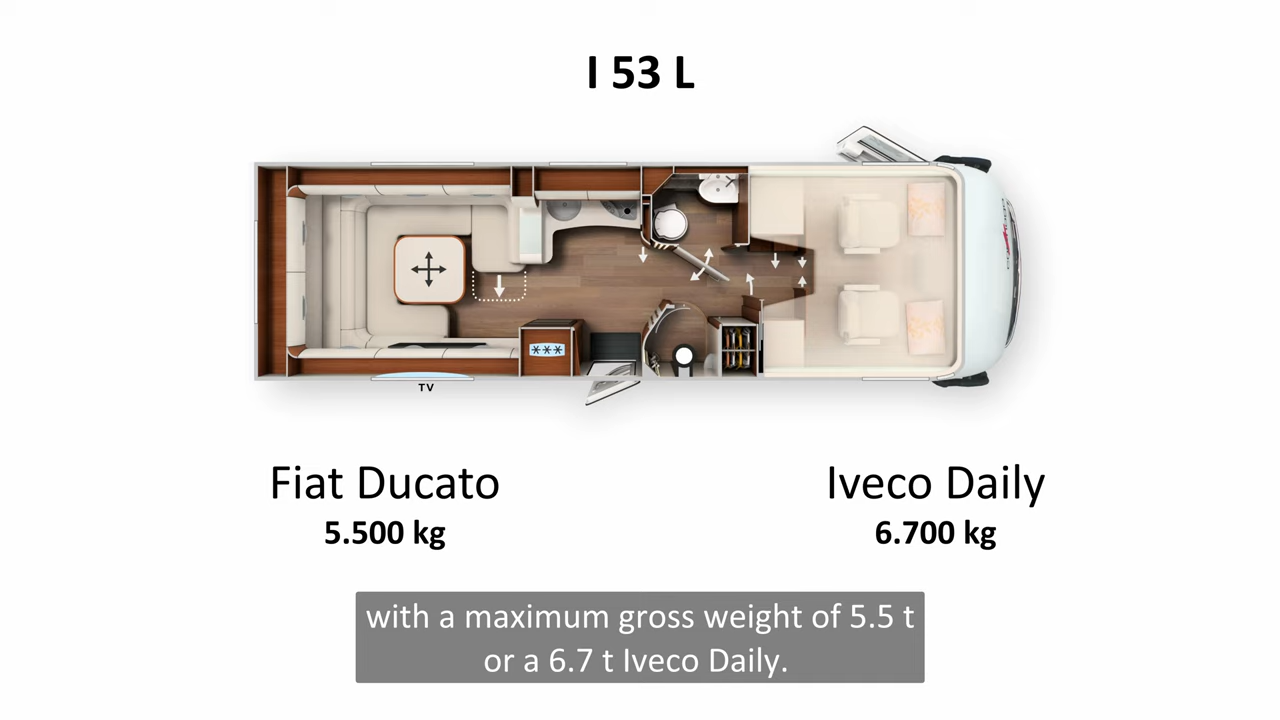 I 53 L
TV
Fiat Ducato
Iveco Daily
5.500 kg
6.700 kg
with a maximum gross weight of 5.5 t
or a 6.7 t Iveco Daily.